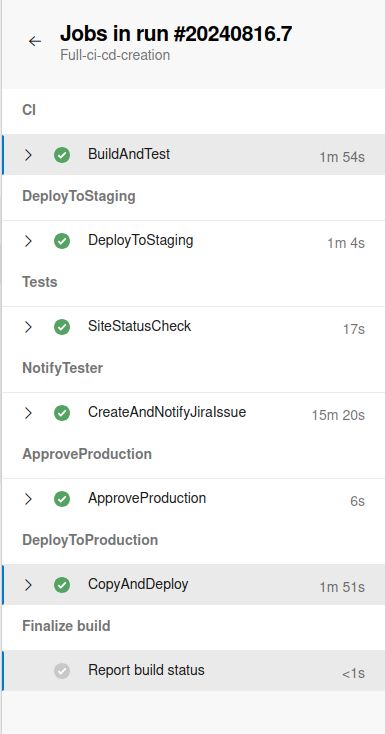 Jobs in run #20240816.7
Full-ci-cd-creation
CI
BuildAndTest 1m 54s
DeployToStaging
DeployToStaging 1m 4s
Tests
SiteStatusCheck 17s
NotifyTester
CreateAndNotifyJiraIssue 15m 20s
ApproveProduction
ApproveProduction 6s
DeployToProduction
CopyAndDeploy 1m 51s
Finalize build
Report build status <1s